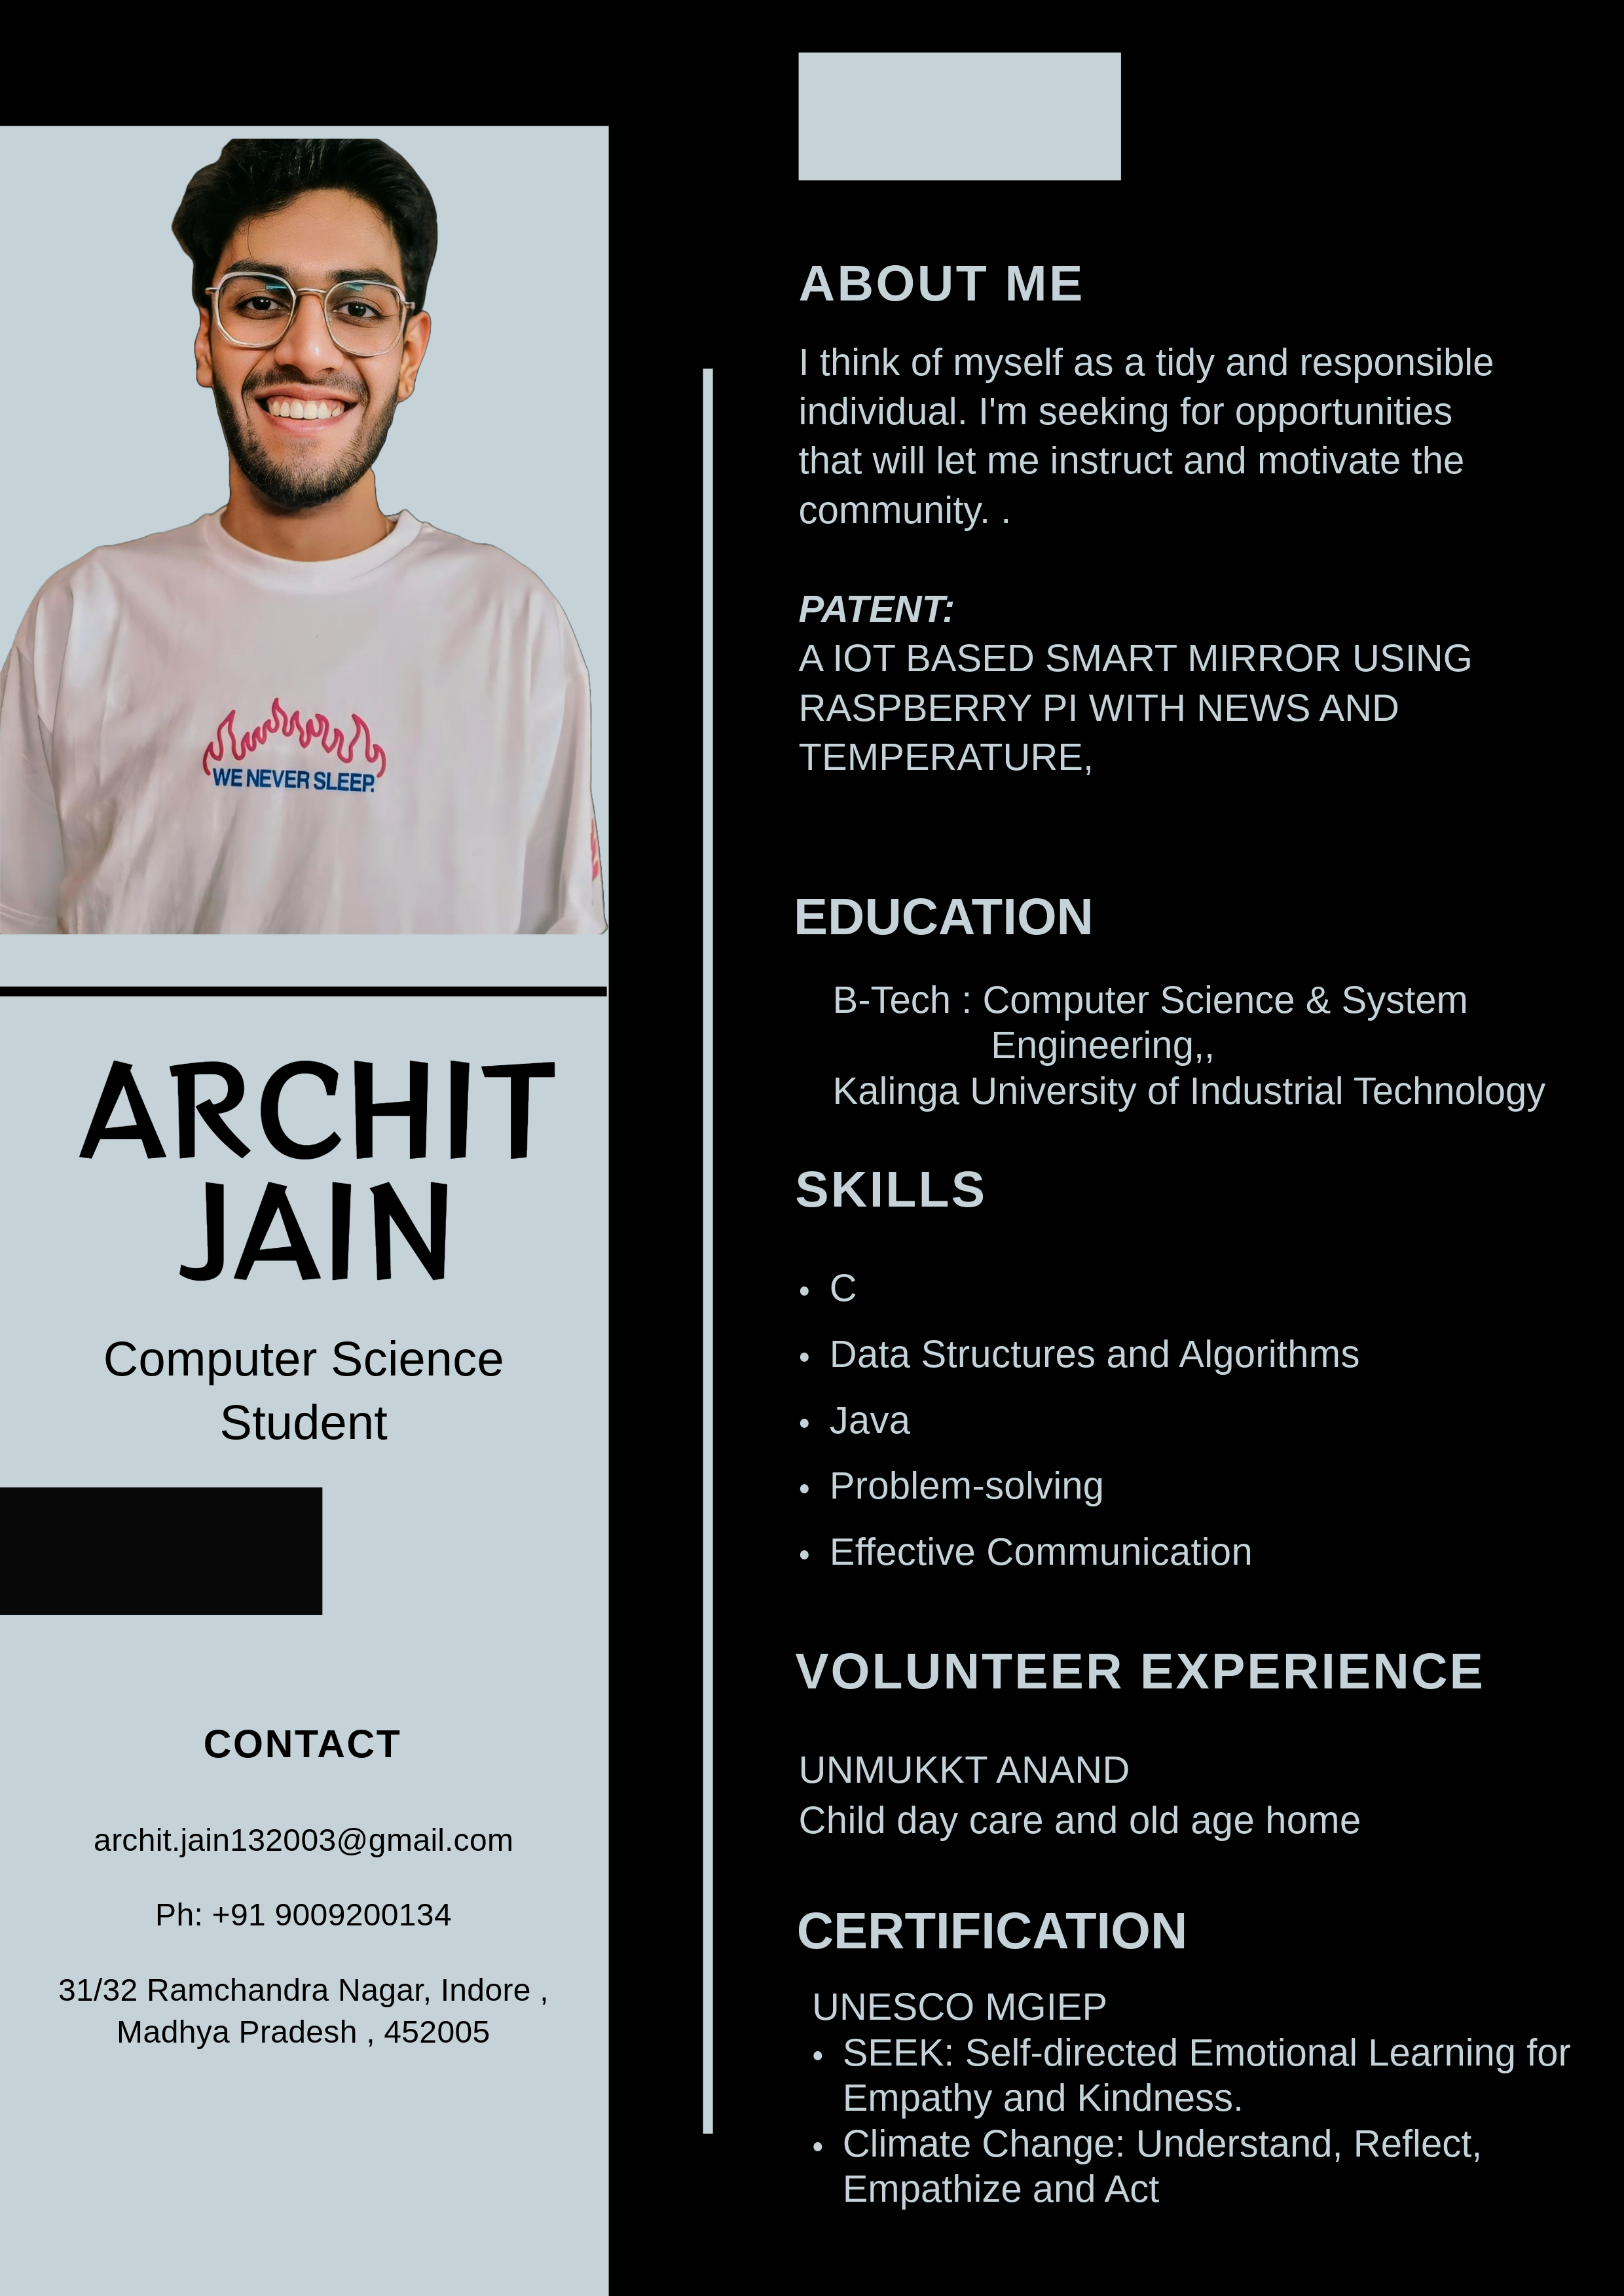 WE NEVER SLEEP.
ARCHIT
JAIN
Computer Science
Student
CONTACT
archit.jain132003@gmail.com
Ph: +91 9009200134
31/32 Ramchandra Nagar, Indore ,
Madhya Pradesh , 452005
ABOUT ME
I think of myself as a tidy and responsible
individual. I'm seeking for opportunities
that will let me instruct and motivate the
community. .
PATENT:
A IOT BASED SMART MIRROR USING
RASPBERRY PI WITH NEWS AND
TEMPERATURE,
EDUCATION
B-Tech : Computer Science & System
Engineering,,
Kalinga University of Industrial Technology
SKILLS
• C
• Data Structures and Algorithms
• Java
• Problem-solving
• Effective Communication
VOLUNTEER EXPERIENCE
UNMUKKT ANAND
Child day care and old age home
CERTIFICATION
UNESCO MGIEP
• SEEK: Self-directed Emotional Learning for
Empathy and Kindness.
• Climate Change: Understand, Reflect,
Empathize and Act